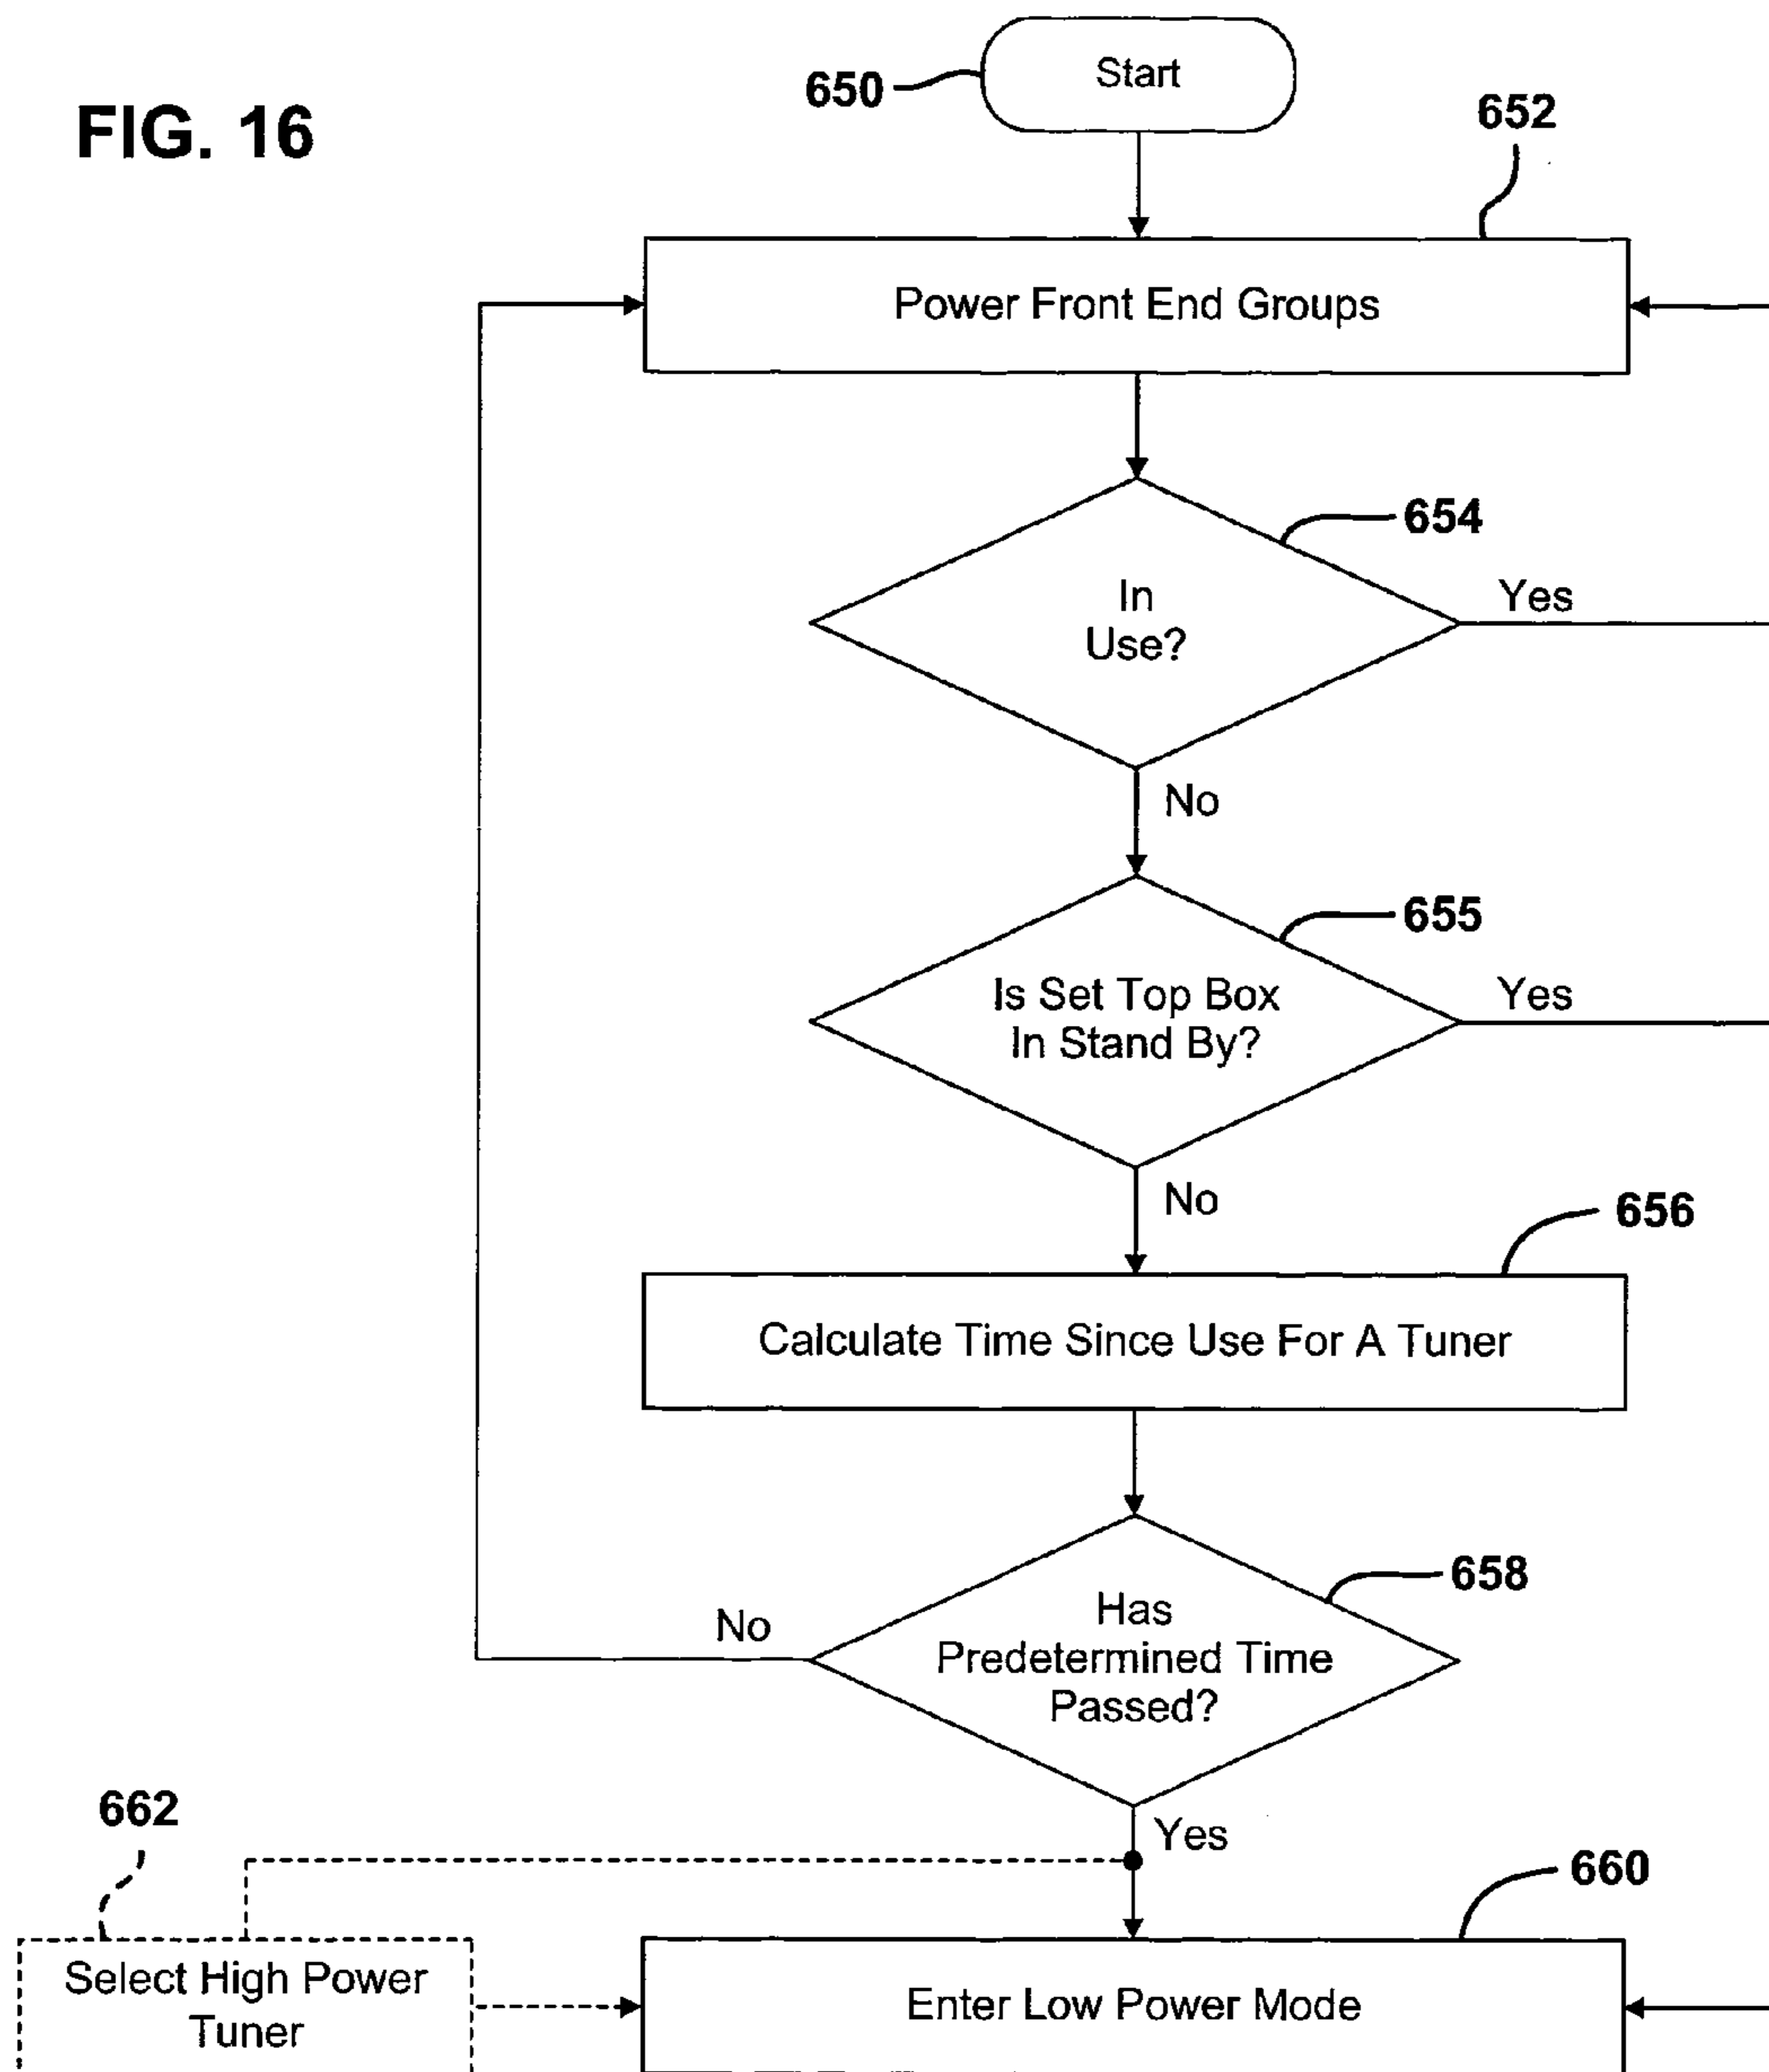 FIG. 16
650
Start
652
Power Front End Groups
654
In
Use?
Yes
No
655
Is Set Top Box
In Stand By?
Yes
No
656
Calculate Time Since Use For A Tuner
658
Has
Predetermined Time
Passed?
No
Yes
662
660
Select High Power
Tuner
Enter Low Power Mode